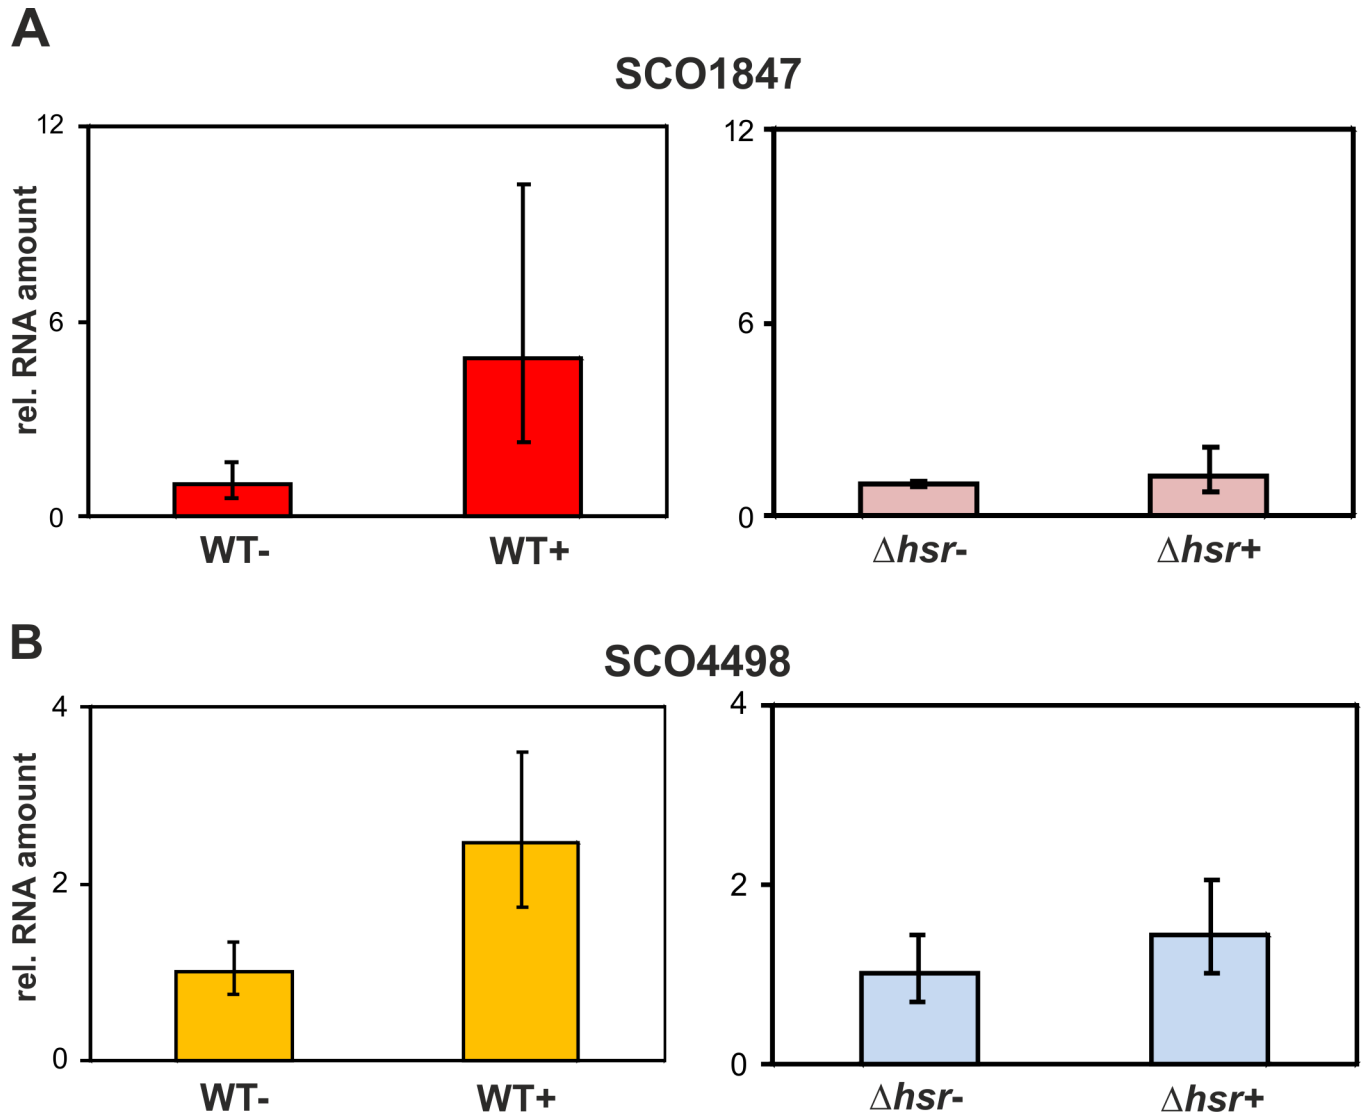 A
SCO1847
rel. RNA amount
12
6
0
WT-
WT+
12
6
0
Δhsr-
Δhsr+
B
SCO4498
rel. RNA amount
4
2
0
WT-
WT+
4
2
0
Δhsr-
Δhsr+